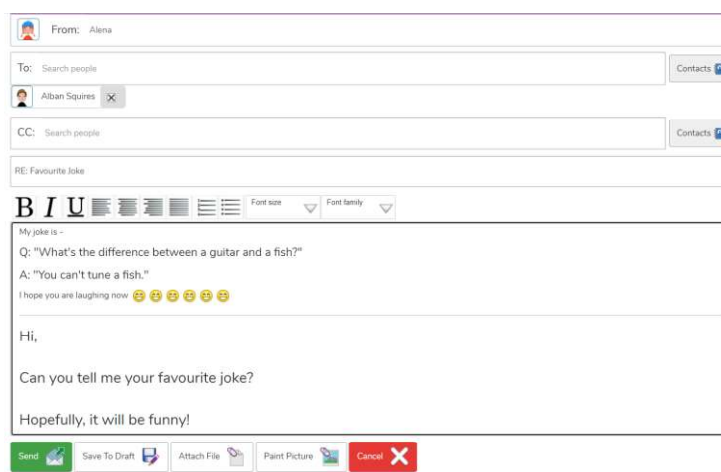 From: Alena
To: Search people
Contacts
Alban Squires
CC: Search people
Contacts
RE: Favourite Joke
B I U Font size Font family
My joke is –
Q: "What's the difference between a guitar and a fish?"
A: "You can't tune a fish."
I hope you are laughing now
Hi,
Can you tell me your favourite joke?
Hopefully, it will be funny!
Send Save To Draft Attach File Paint Picture Cancel